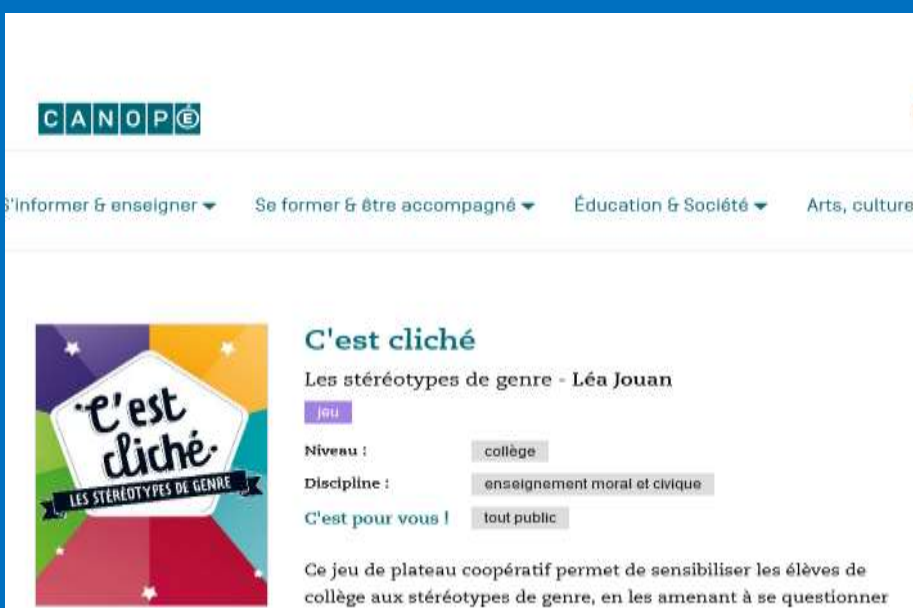 CANOPÉ
S'informer & enseigner
Se former & être accompagné
Éducation & Société
Arts, culture
C'est cliché
Les stéréotypes de genre - Léa Jouan
jeu
Niveau :
collège
Discipline :
enseignement moral et civique
C'est pour vous !
tout public
Ce jeu de plateau coopératif permet de sensibiliser les élèves de
collège aux stéréotypes de genre, en les amenant à se questionner
C'est
cliché
LES STÉRÉOTYPES DE GENRE